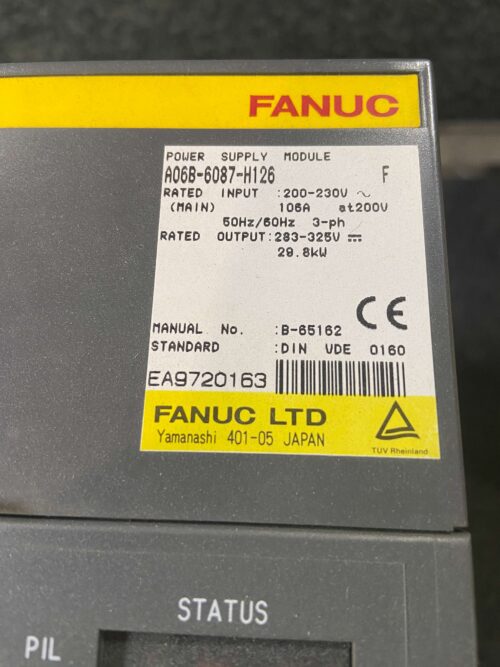 FANUC
POWER SUPPLY MODULE
A06B-6087-H126 F
RATED INPUT :200-230V ~
(MAIN) 106A at200V
50Hz/60Hz 3-ph
RATED OUTPUT:283-325V ⎓
29.8kW
CE
MANUAL No. :B-65162
STANDARD :DIN VDE 0160
EA9720163
FANUC LTD
Yamanashi 401-05 JAPAN
TUV Rheinland
STATUS
PIL